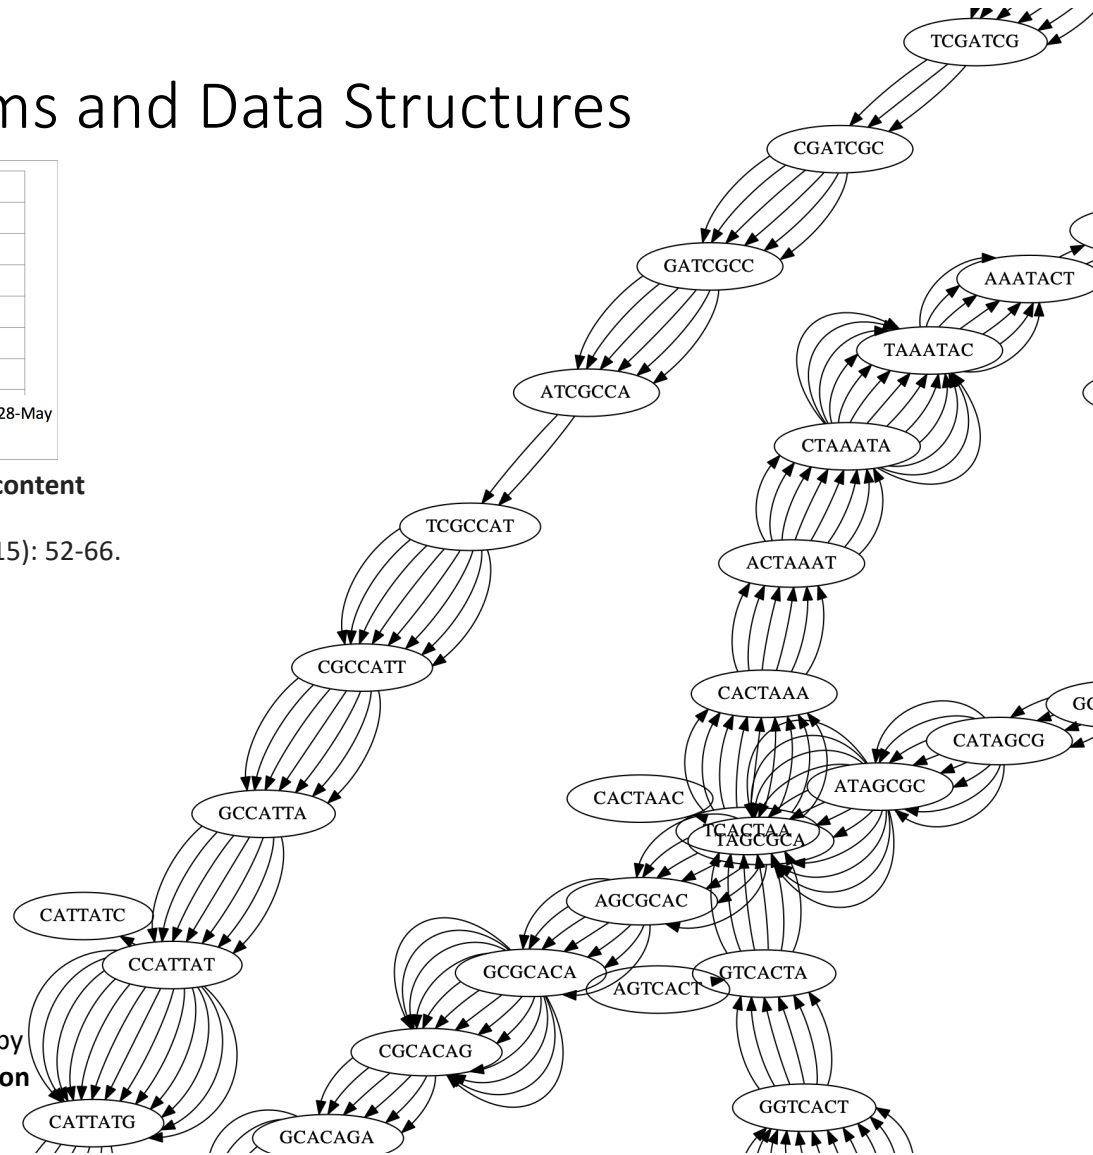 TCGATCG
ms and Data Structures
CGATCGC
GATCGCC
AAATACT
TAAATAC
ATCGCCA
28-May
CTAAATA
content
TCGCCAT
15): 52-66.
ACTAAAT
CGCCATT
CACTAAA
GC
CATAGCG
ATAGCGC
CACTAAC
GCCATTA
TCACTAA
TAGCGCA
AGCGCAC
CATTATC
CCATTAT
GCGCACA
GTCACTA
AGTCACT
by
CGCACAG
on
GGTCACT
CATTATG
GCACAGA